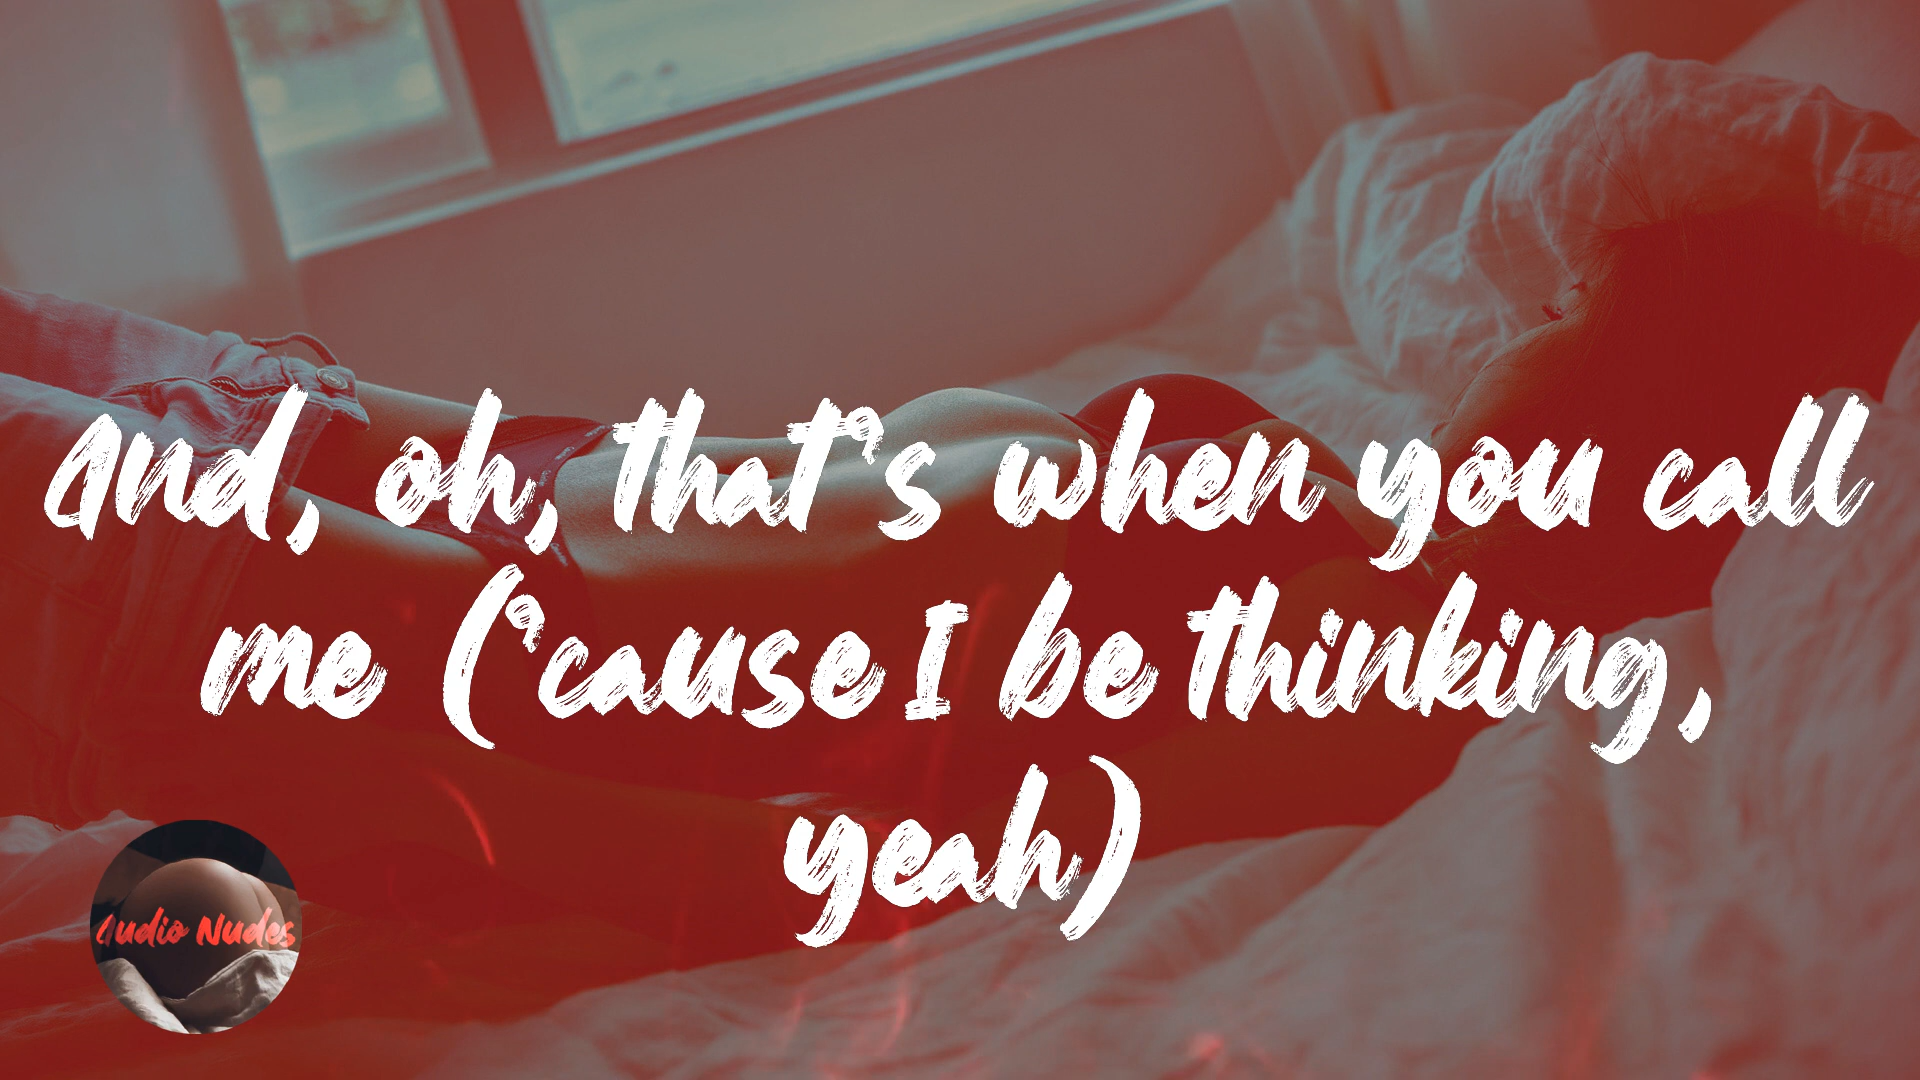 And, oh, that's when you call
me ('cause I be thinking,
yeah)
Audio Nudes